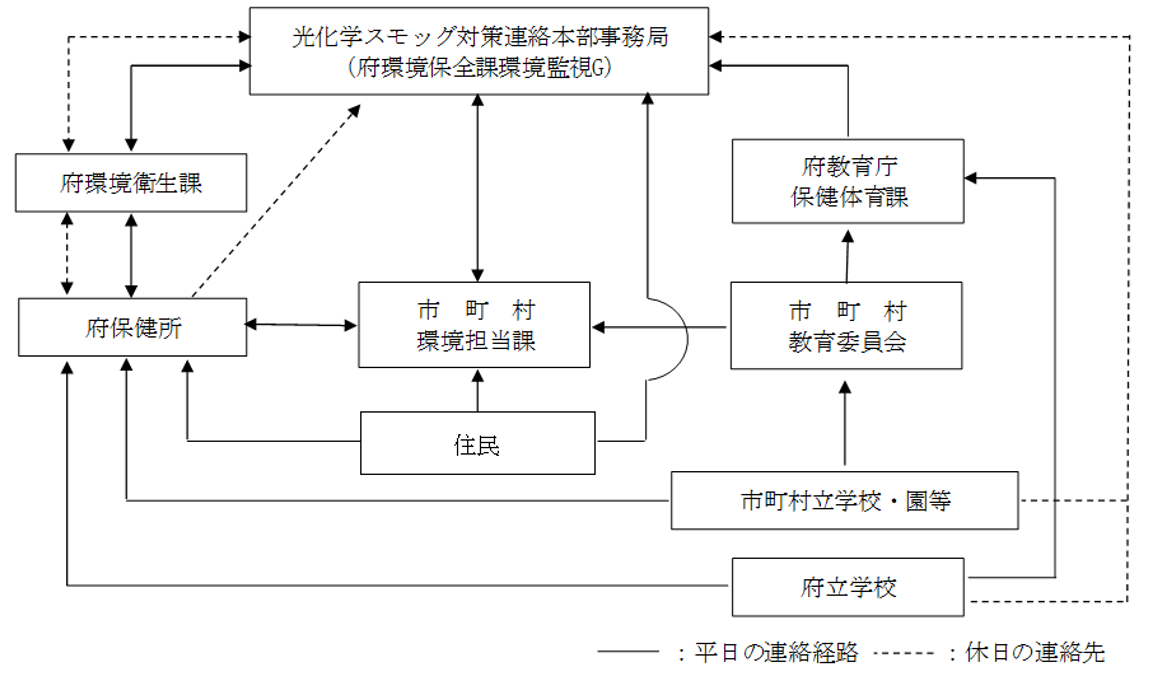 光化学スモッグ対策連絡本部事務局
（府環境保全課環境監視G）
府環境衛生課
府教育庁
保健体育課
府保健所
市　町　村
環境担当課
市　町　村
教育委員会
住民
市町村立学校・園等
府立学校
：平日の連絡経路
：休日の連絡先